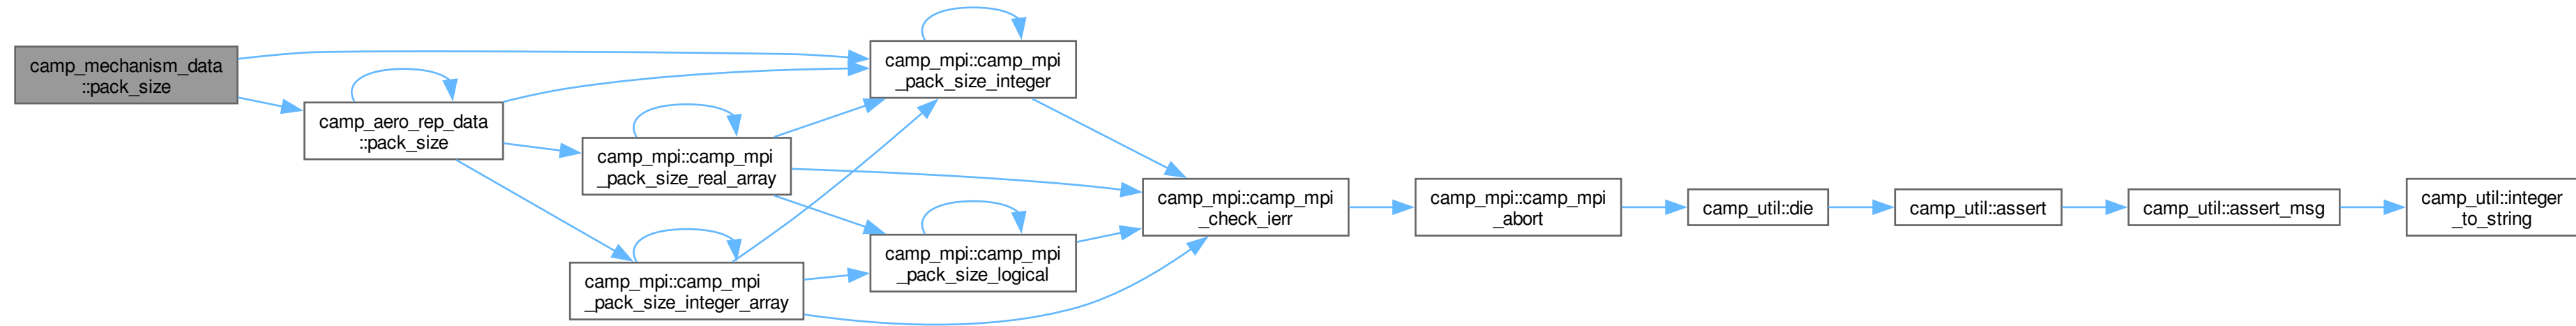 camp_mechanism_data
::pack_size
camp_aero_rep_data
::pack_size
camp_mpi::camp_mpi
_pack_size_integer
camp_mpi::camp_mpi
_pack_size_real_array
camp_mpi::camp_mpi
_pack_size_logical
camp_mpi::camp_mpi
_pack_size_integer_array
camp_mpi::camp_mpi
_check_ierr
camp_mpi::camp_mpi
_abort
camp_util::die
camp_util::assert
camp_util::assert_msg
camp_util::integer
_to_string